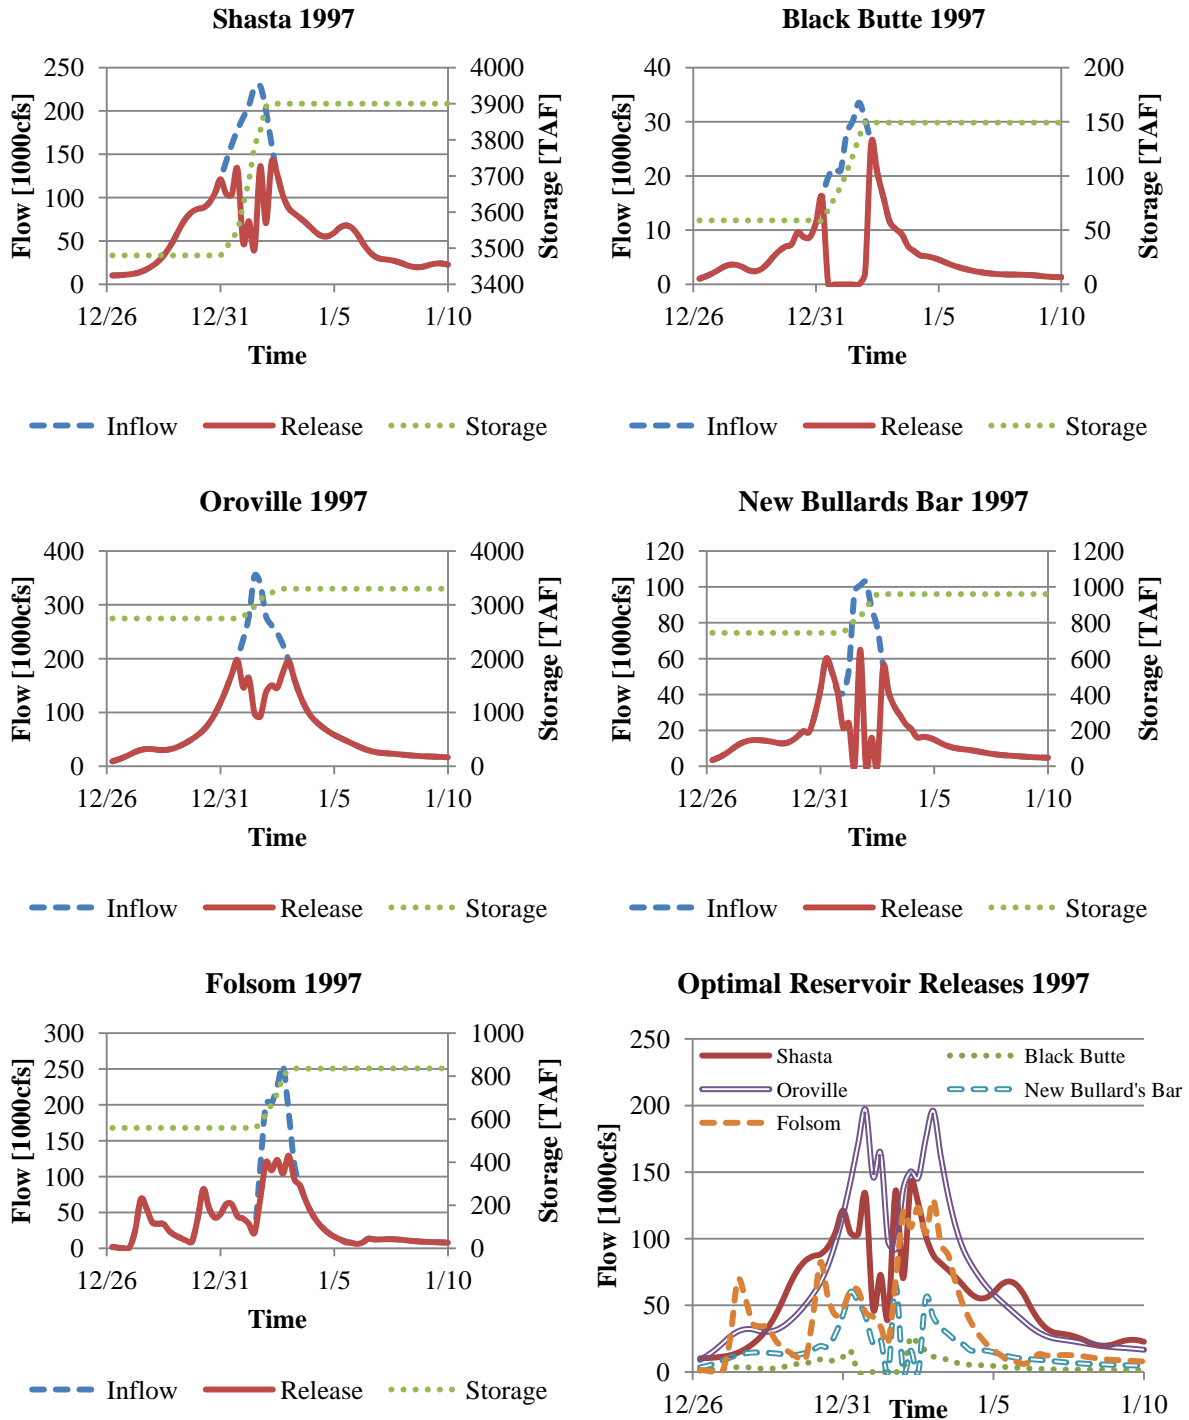 Shasta 1997
Flow [1000cfs]
250
200
150
100
50
0
4000
3900
3800
3700
3600
3500
3400
Storage [TAF]
12/26 12/31 1/5 1/10
Time
Inflow Release Storage
Black Butte 1997
Flow [1000cfs]
40
30
20
10
0
200
150
100
50
0
Storage [TAF]
12/26 12/31 1/5 1/10
Time
Inflow Release Storage
Oroville 1997
Flow [1000cfs]
400
300
200
100
0
4000
3000
2000
1000
0
Storage [TAF]
12/26 12/31 1/5 1/10
Time
Inflow Release Storage
New Bullards Bar 1997
Flow [1000cfs]
120
100
80
60
40
20
0
1200
1000
800
600
400
200
0
Storage [TAF]
12/26 12/31 1/5 1/10
Time
Inflow Release Storage
Folsom 1997
Flow [1000cfs]
300
250
200
150
100
50
0
1000
800
600
400
200
0
Storage [TAF]
12/26 12/31 1/5 1/10
Time
Inflow Release Storage
Optimal Reservoir Releases 1997
Flow [1000cfs]
250
200
150
100
50
0
Shasta Black Butte
Oroville New Bullard's Bar
Folsom
12/26 12/31 1/5 1/10
Time